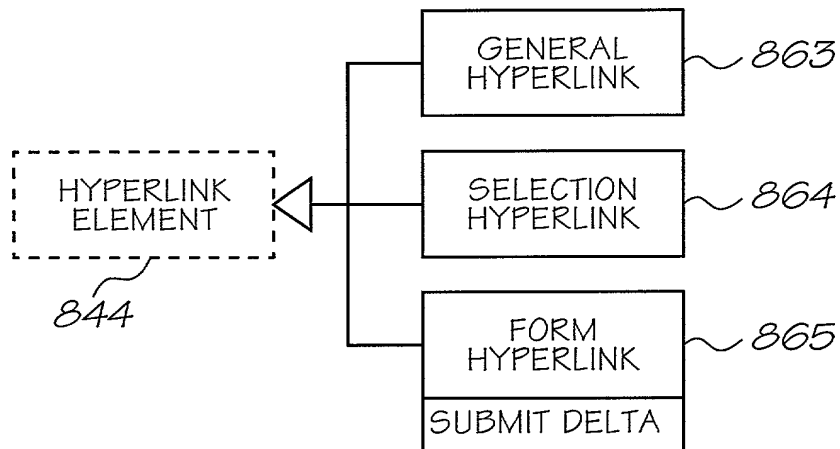 GENERAL
HYPERLINK
863
HYPERLINK
ELEMENT
844
SELECTION
HYPERLINK
864
FORM
HYPERLINK
865
SUBMIT DELTA